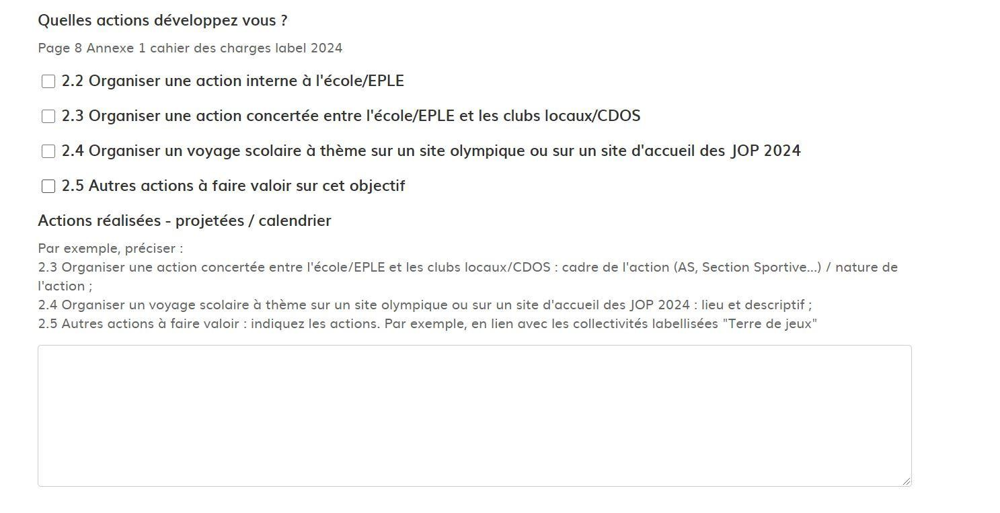 Quelles actions développez vous ?
Page 8 Annexe 1 cahier des charges label 2024
2.2 Organiser une action interne à l'école/EPLE
2.3 Organiser une action concertée entre l'école/EPLE et les clubs locaux/CDOS
2.4 Organiser un voyage scolaire à thème sur un site olympique ou sur un site d'accueil des JOP 2024
2.5 Autres actions à faire valoir sur cet objectif
Actions réalisées - projetées / calendrier
Par exemple, préciser :
2.3 Organiser une action concertée entre l'école/EPLE et les clubs locaux/CDOS : cadre de l'action (AS, Section Sportive...) / nature de
l'action ;
2.4 Organiser un voyage scolaire à thème sur un site olympique ou sur un site d'accueil des JOP 2024 : lieu et descriptif ;
2.5 Autres actions à faire valoir : indiquez les actions. Par exemple, en lien avec les collectivités labellisées "Terre de jeux"